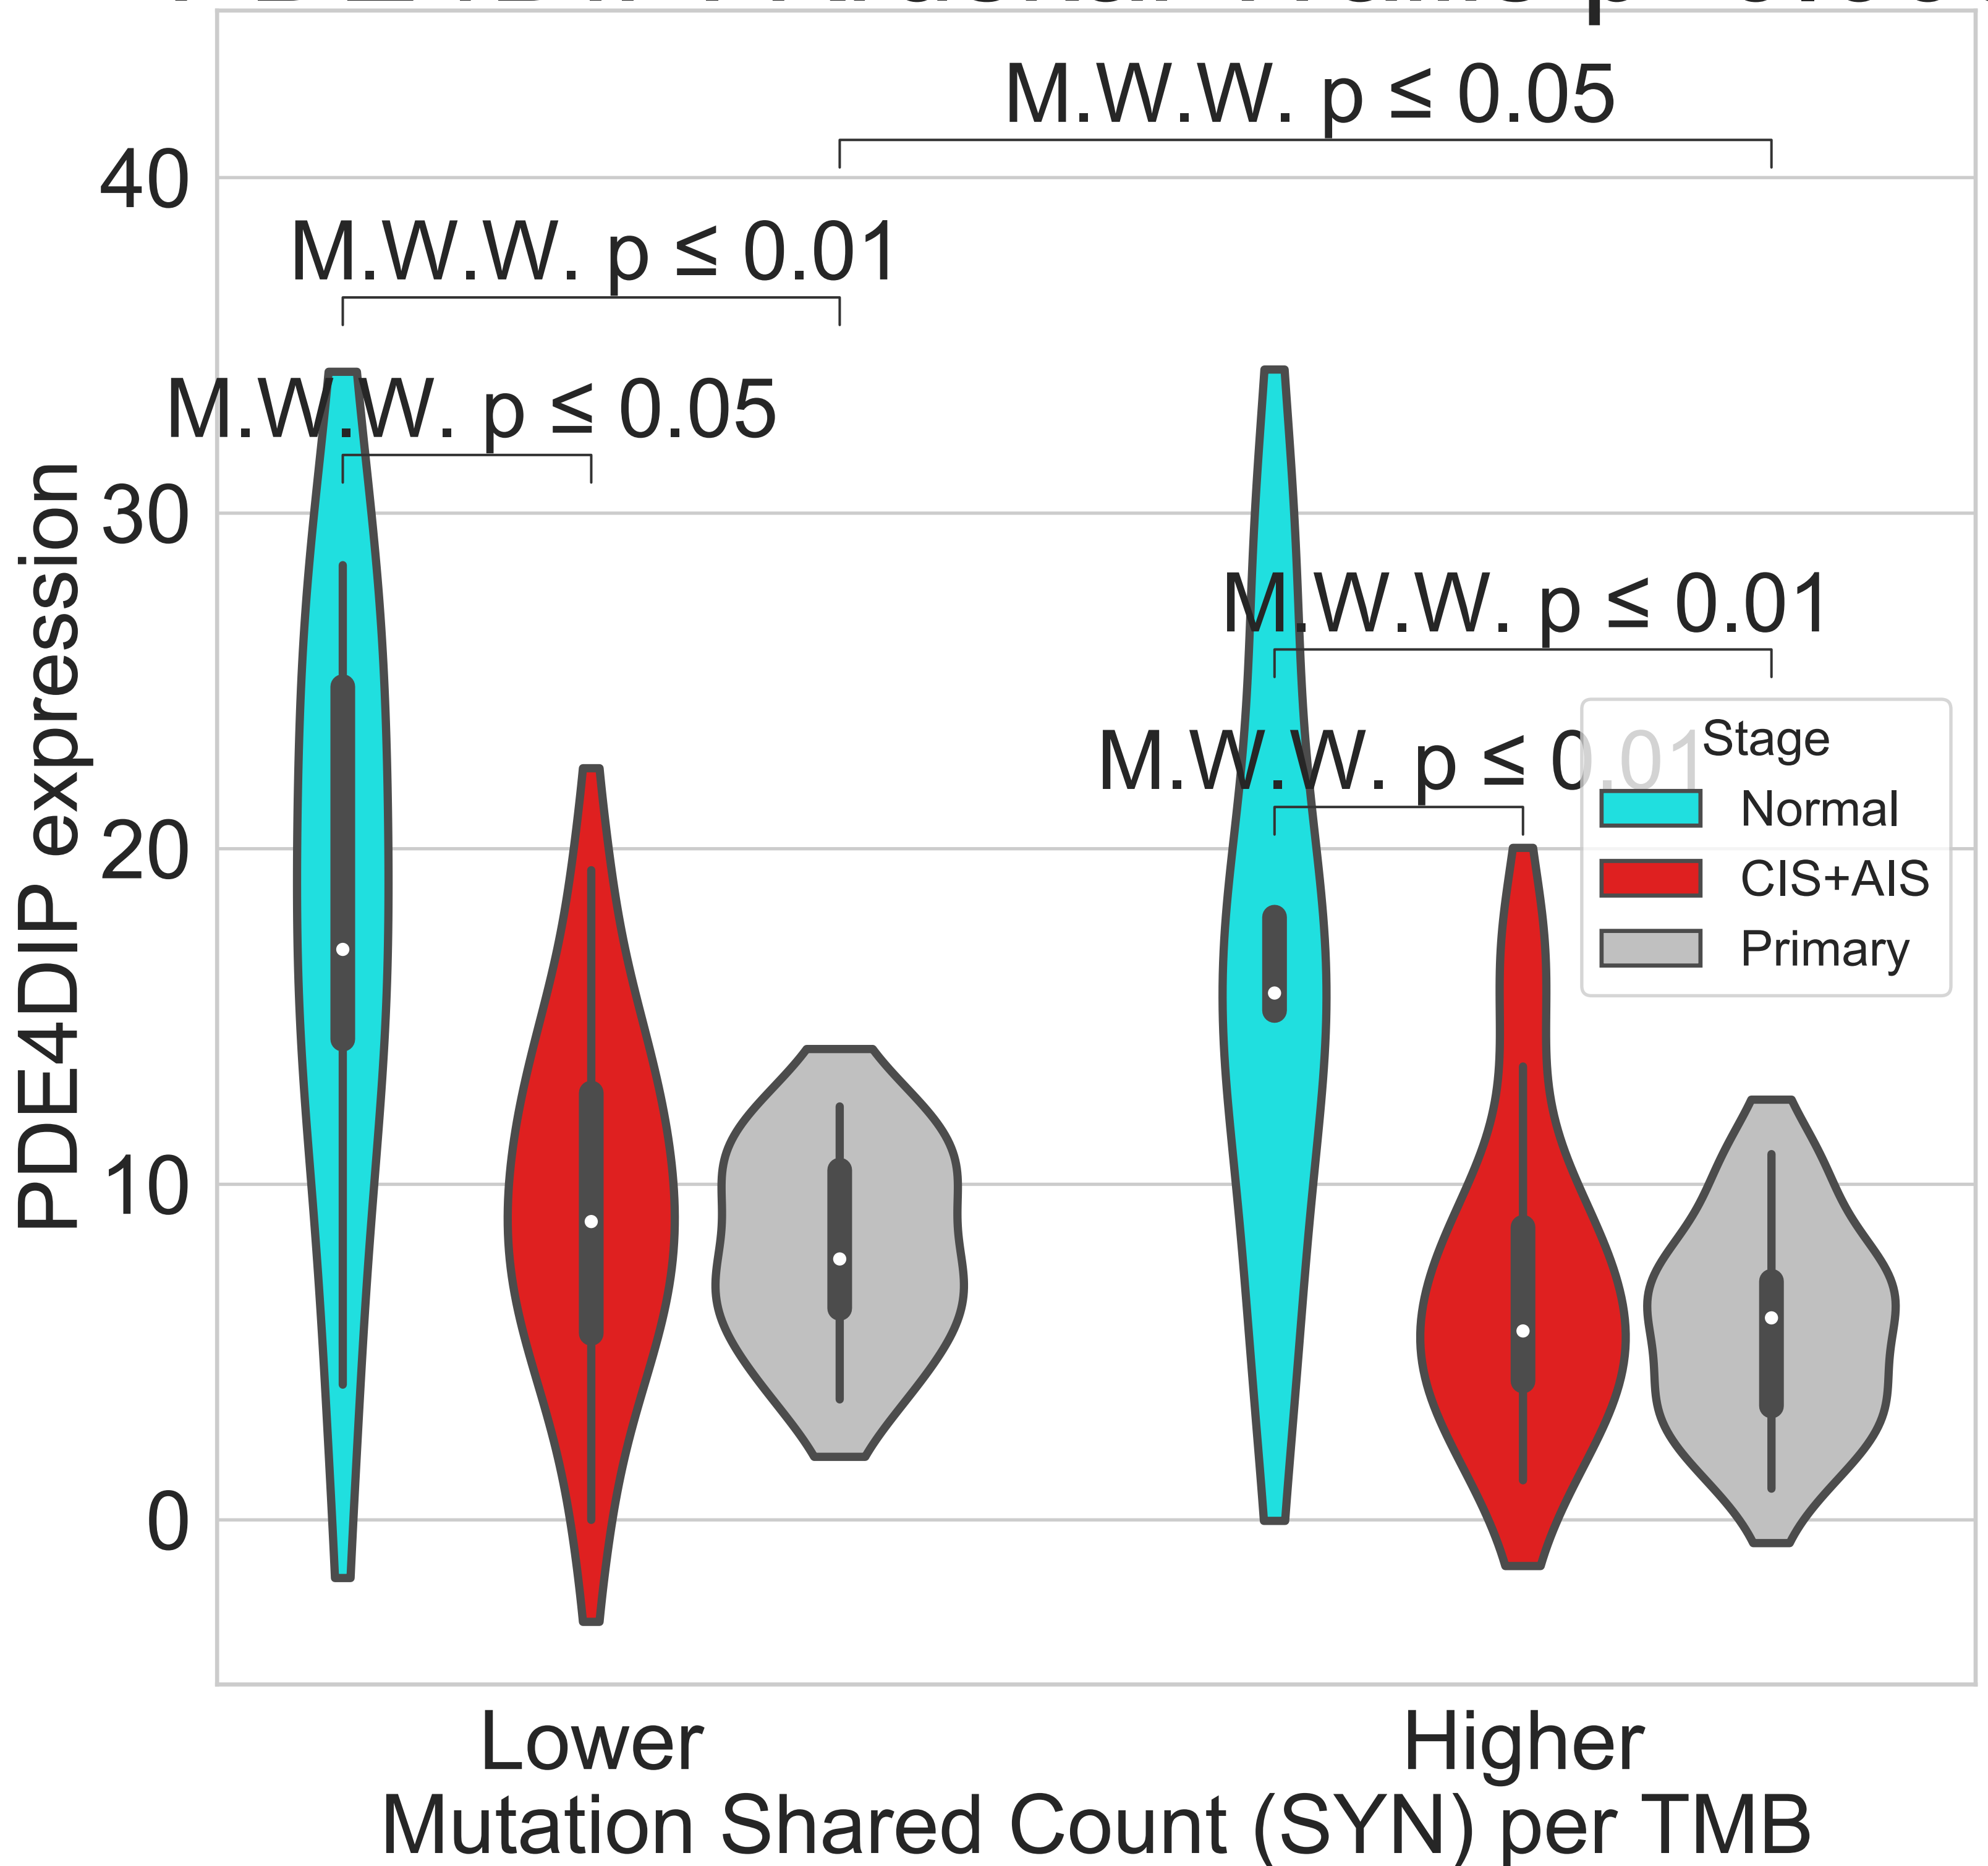 M.W.W. p ≤ 0.05
40
M.W.W. p ≤ 0.01
M.W.W. p ≤ 0.05
30
M.W.W. p ≤ 0.01
M.W.W. p ≤ 0.01
Stage
Normal
CIS+AIS
Primary
20
10
0
PDE4DIP expression
Lower
Higher
Mutation Shared Count (SYN) per TMB